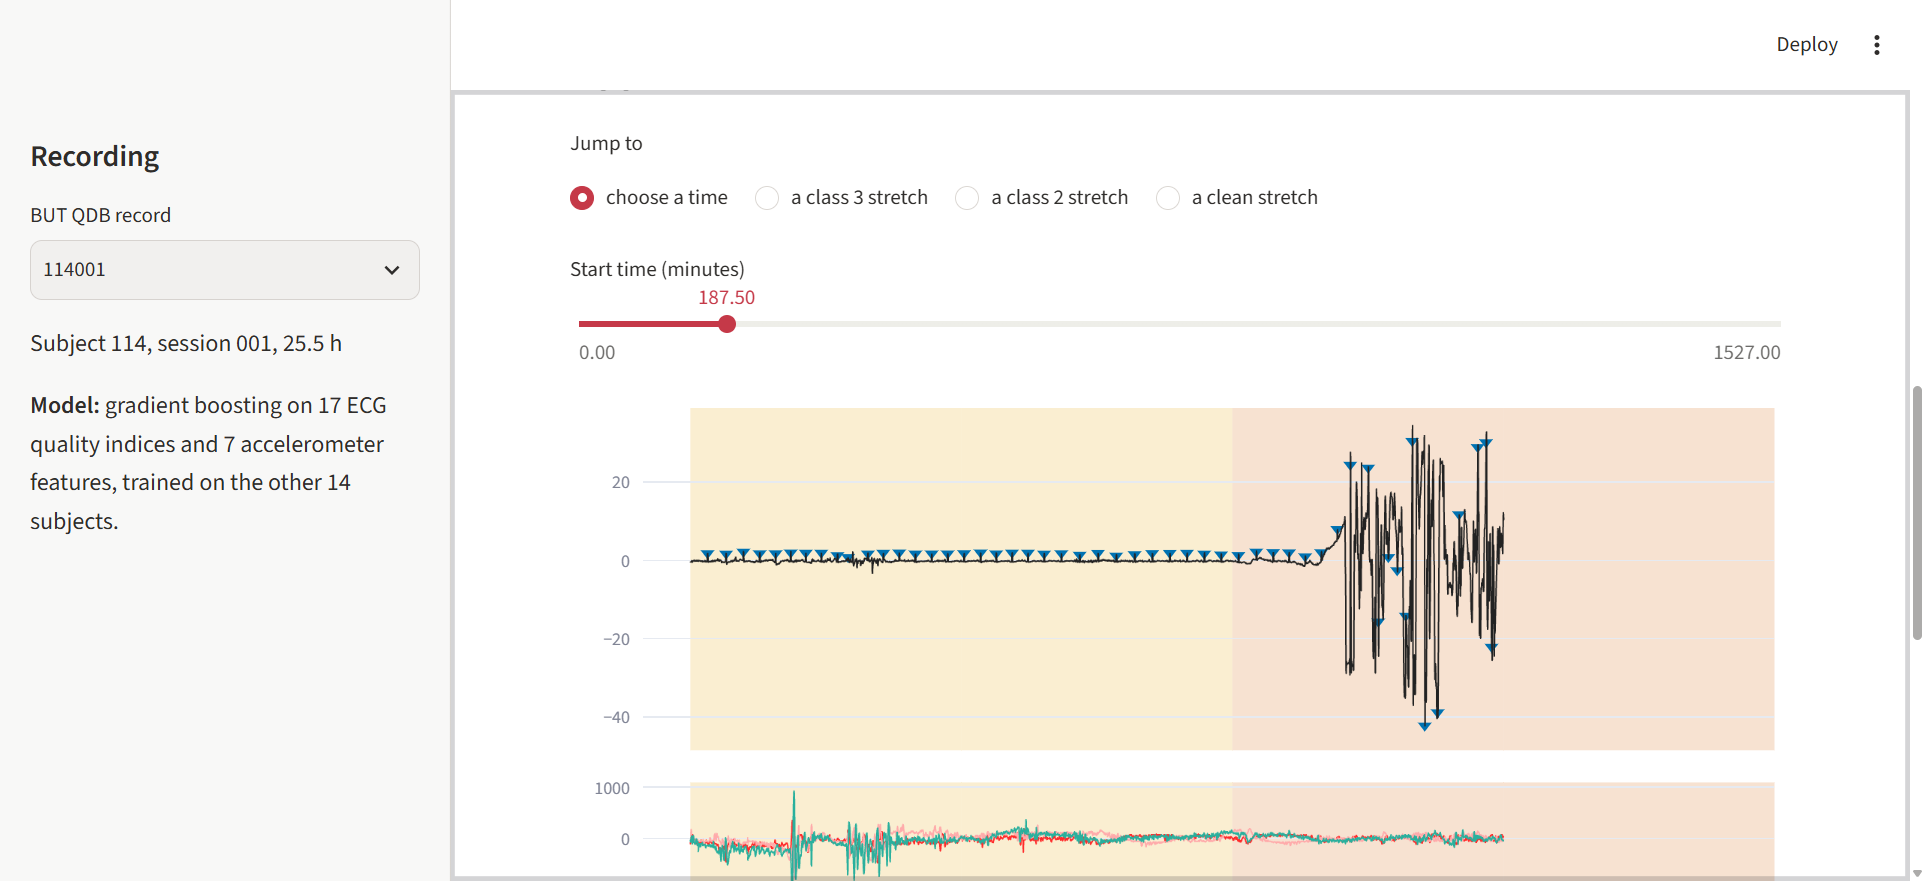 Deploy
Recording
BUT QDB record
114001
Subject 114, session 001, 25.5 h
Model: gradient boosting on 17 ECG
quality indices and 7 accelerometer
features, trained on the other 14
subjects.
Jump to
choose a time
a class 3 stretch
a class 2 stretch
a clean stretch
Start time (minutes)
187.50
0.00
1527.00
20
0
−20
−40
1000
0